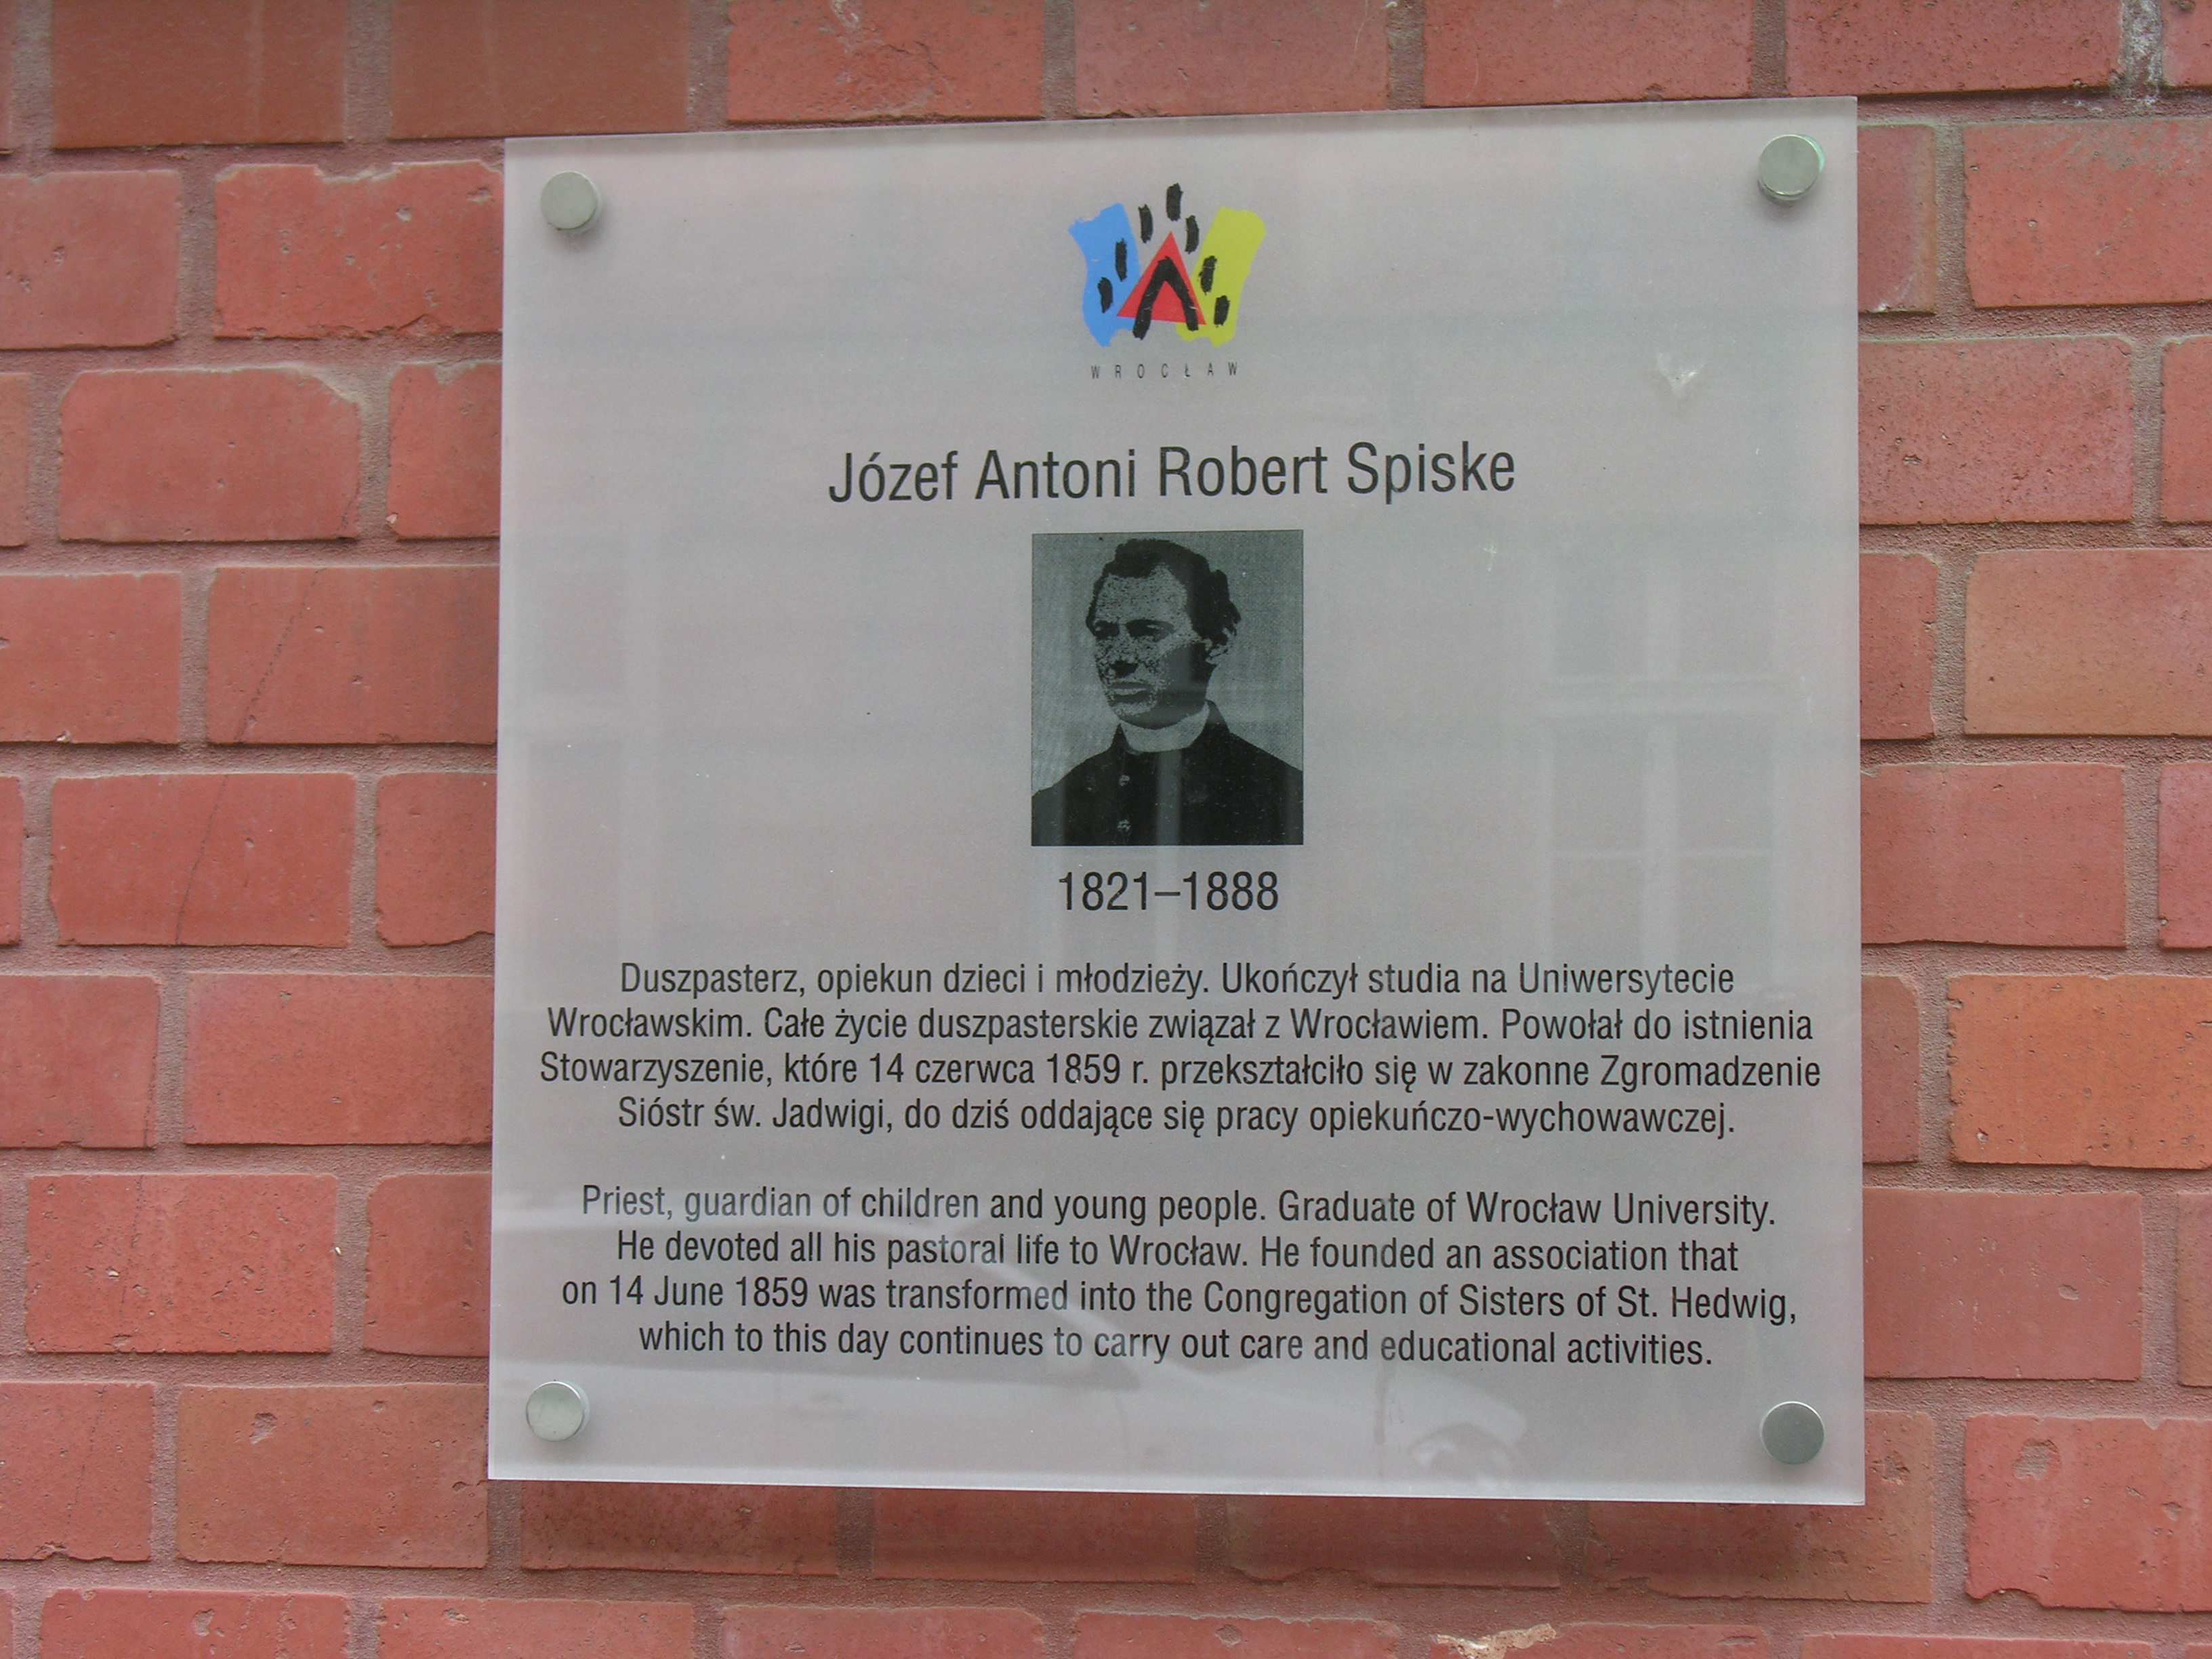 WROCŁAW
Józef Antoni Robert Spiske
1821–1888
Duszpasterz, opiekun dzieci i młodzieży. Ukończył studia na Uniwersytecie
Wrocławskim. Całe życie duszpasterskie związał z Wrocławiem. Powołał do istnienia
Stowarzyszenie, które 14 czerwca 1859 r. przekształciło się w zakonne Zgromadzenie
Sióstr św. Jadwigi, do dziś oddające się pracy opiekuńczo-wychowawczej.
Priest, guardian of children and young people. Graduate of Wrocław University.
He devoted all his pastoral life to Wrocław. He founded an association that
on 14 June 1859 was transformed into the Congregation of Sisters of St. Hedwig,
which to this day continues to carry out care and educational activities.